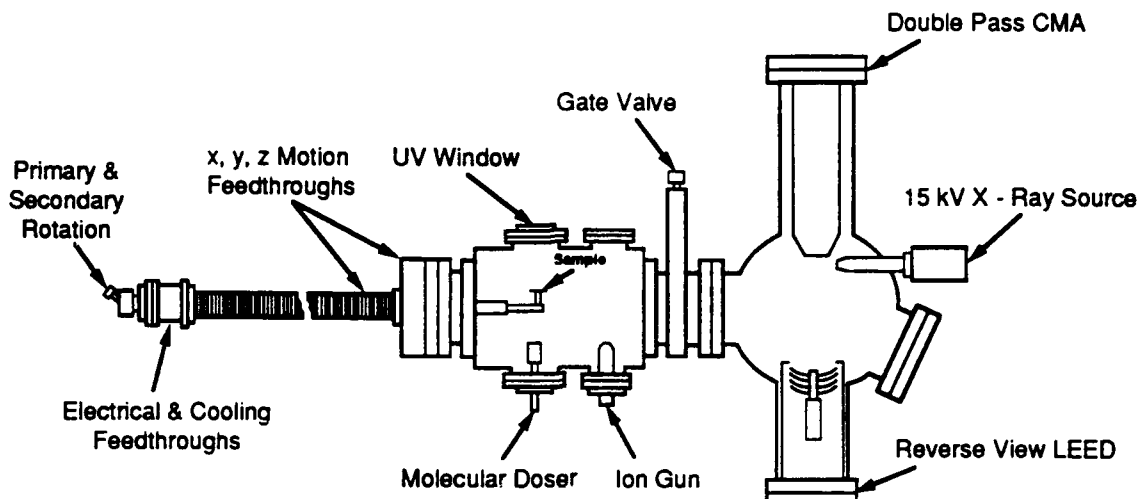 Double Pass CMA
Gate Valve
x, y, z Motion
Feedthroughs
UV Window
Primary &
Secondary
Rotation
15 kV X - Ray Source
Sample
Electrical & Cooling
Feedthroughs
Molecular Doser
Ion Gun
Reverse View LEED